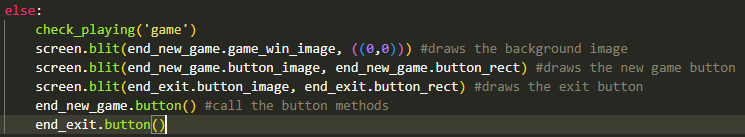 else:
    check_playing('game')
    screen.blit(end_new_game.game_win_image, ((0,0))) #draws the background image
    screen.blit(end_new_game.button_image, end_new_game.button_rect) #draws the new game button
    screen.blit(end_exit.button_image, end_exit.button_rect) #draws the exit button
    end_new_game.button() #call the button methods
    end_exit.button()